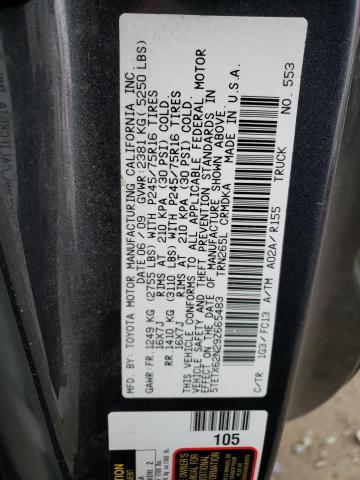 MFD. BY TOYOTA MOTOR MANUFACTURING CALIFORNIA INC.
DATE 06 / 09 GVWR:2381KG( 5250 LBS)
GAWR:FR.1249 KG (2755 LBS) WITH P245/75R16 TIRES
16X7J RIMS AT 210 KPA (30 PSI) COLD.
RR.1410 KG (3110 LBS) WITH P245/75R16 TIRES
16X7J RIMS AT 210 KPA (30 PSI) COLD.
THIS VEHICLE CONFORMS TO ALL APPLICABLE FEDERAL MOTOR
VEHICLE SAFETY AND THEFT PREVENTION STANDARDS IN
EFFECT ON THE DATE OF MANUFACTURE SHOWN ABOVE.
5TETX62N29Z665483
TRN265L CRMDKA MADE IN U.S.A.
TRUCK
C/TR 1G3/FC13 A/TM A02A/R155
NO. 553
105